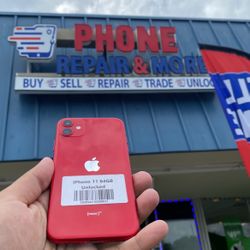 PHONE
REPAIR & MORE
BUY SELL REPAIR TRADE UNLOCK
iPhone 11 64GB
Unlocked